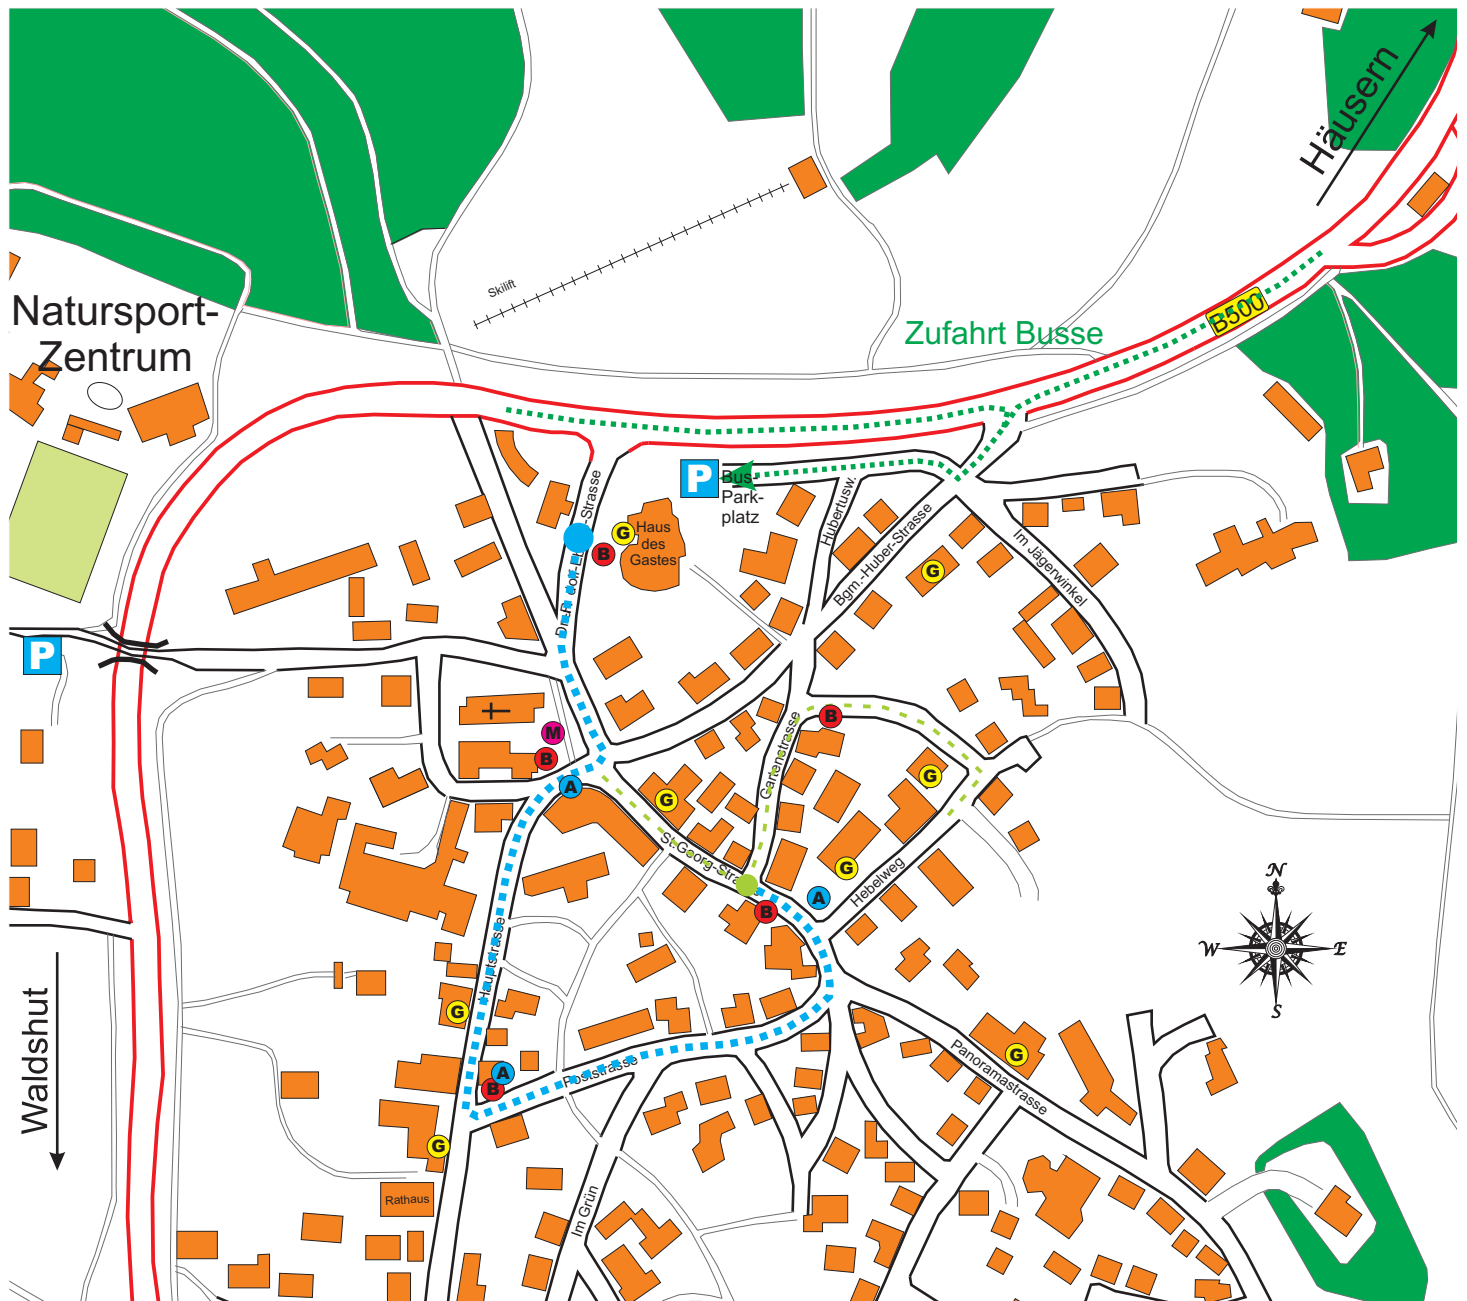 Häusern
Skilift
Natursport-
Zentrum
B500
Zufahrt Busse
P
Bus-
Park-
platz
Strasse
G
B
Haus
des
Gastes
Hubertusw.
Bgm.-Huber-Strasse
Im Jägerwinkel
G
P
M
B
A
B
Gartenstrasse
G
G
St.Georg-Stra
G
A
Hebelweg
B
N
W
E
S
Hauptstrasse
G
Waldshut
A
B
Poststrasse
Panoramastrasse
G
G
Rathaus
Im Grün